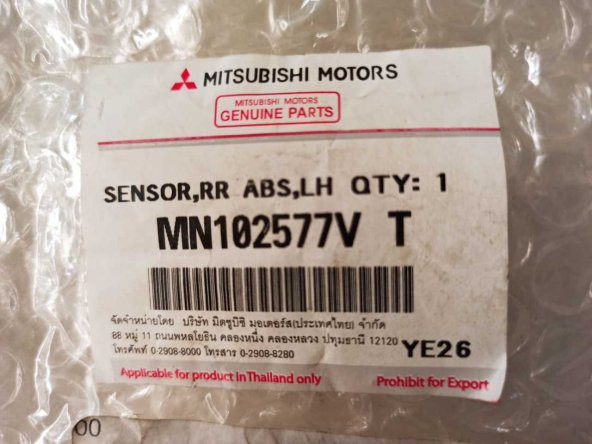 MITSUBISHI MOTORS
MITSUBISHI MOTORS
GENUINE PARTS
SENSOR,RR ABS,LH QTY: 1
MN102577V T
จัดจำหน่ายโดย บริษัท มิตซูบิชิ มอเตอร์ส(ประเทศไทย) จำกัด
88 หมู่ 11 ถนนพหลโยธิน คลองหนึ่ง คลองหลวง ปทุมธานี 12120
โทรศัพท์ 0-2908-8000 โทรสาร 0-2908-8280
YE26
Applicable for product in Thailand only Prohibit for Export
00